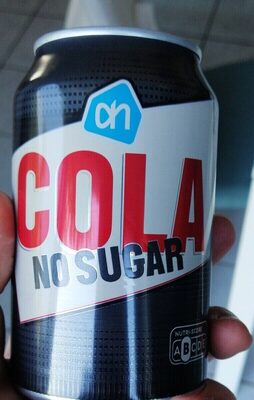 ah
COLA
NO SUGAR
NUTRI-SCORE
A B C D E